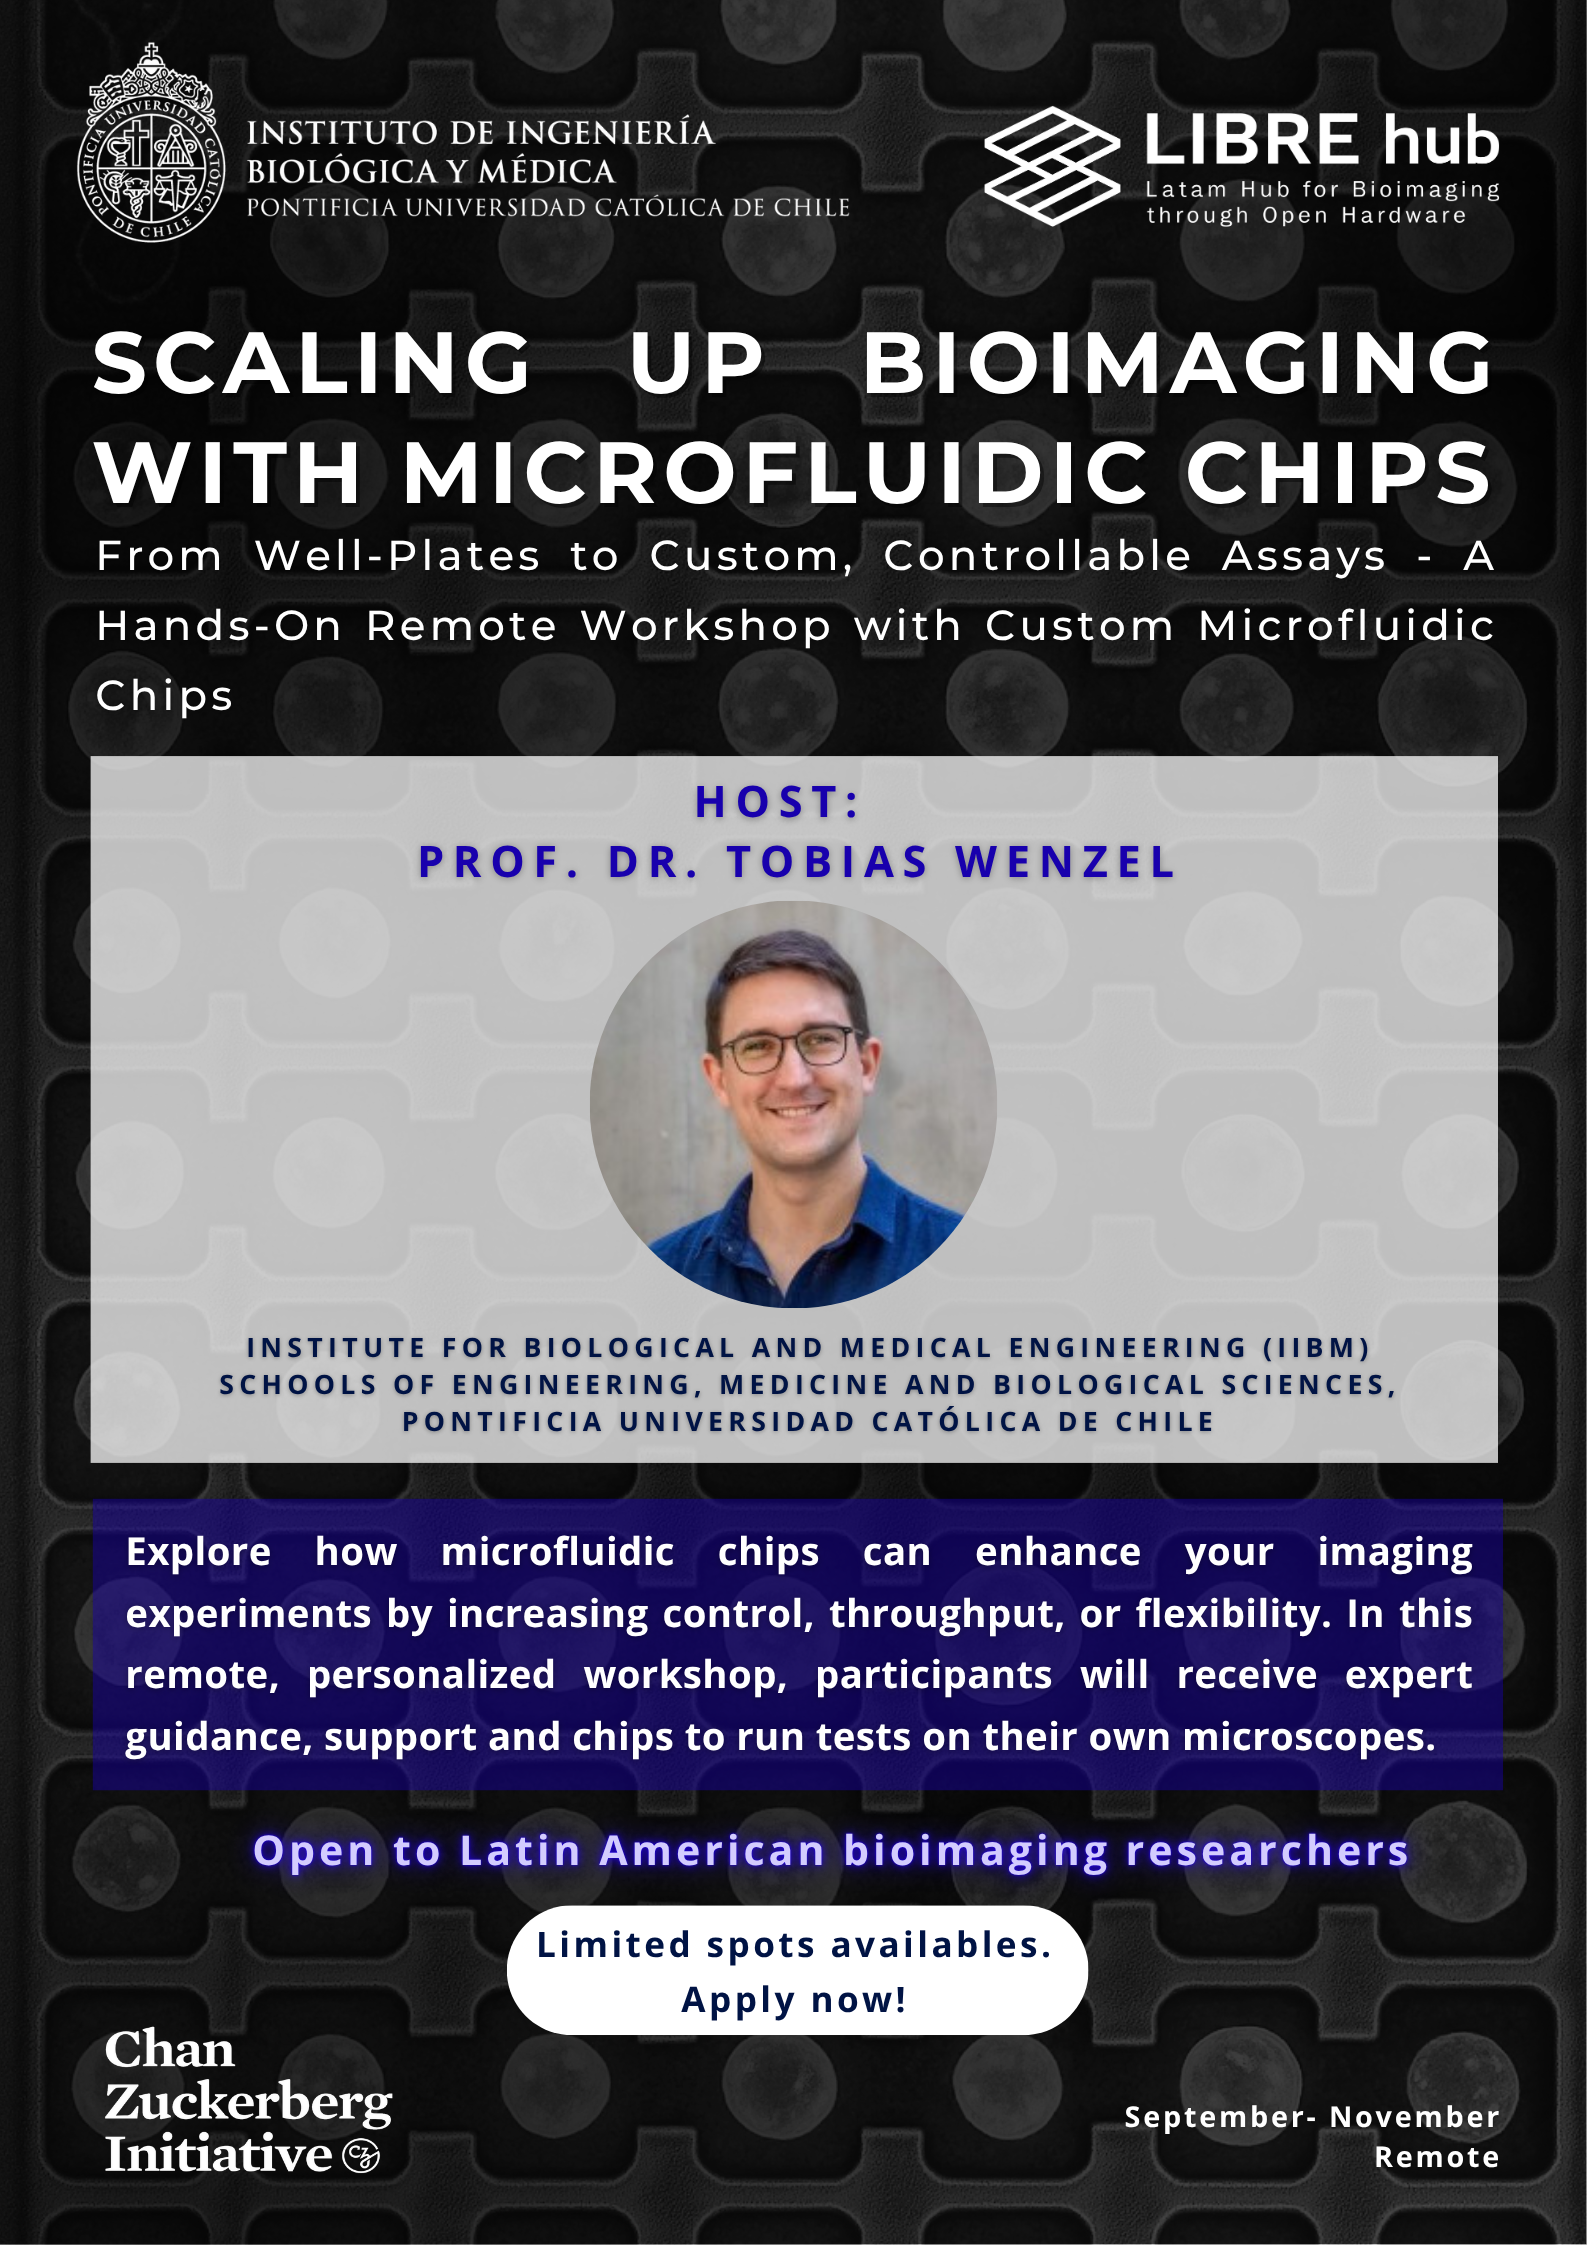 PONTIFICIA UNIVERSIDAD CATÓLICA DE CHILE
INSTITUTO DE INGENIERÍA
BIOLÓGICA Y MÉDICA
PONTIFICIA UNIVERSIDAD CATÓLICA DE CHILE
LIBRE hub
Latam Hub for Bioimaging
through Open Hardware
SCALING UP BIOIMAGING
WITH MICROFLUIDIC CHIPS
From Well-Plates to Custom, Controllable Assays - A
Hands-On Remote Workshop with Custom Microfluidic
Chips
HOST:
PROF. DR. TOBIAS WENZEL
INSTITUTE FOR BIOLOGICAL AND MEDICAL ENGINEERING (IIBM)
SCHOOLS OF ENGINEERING, MEDICINE AND BIOLOGICAL SCIENCES,
PONTIFICIA UNIVERSIDAD CATÓLICA DE CHILE
Explore how microfluidic chips can enhance your imaging
experiments by increasing control, throughput, or flexibility. In this
remote, personalized workshop, participants will receive expert
guidance, support and chips to run tests on their own microscopes.
Open to Latin American bioimaging researchers
Limited spots availables.
Apply now!
Chan
Zuckerberg
Initiative CZI
September- November
Remote